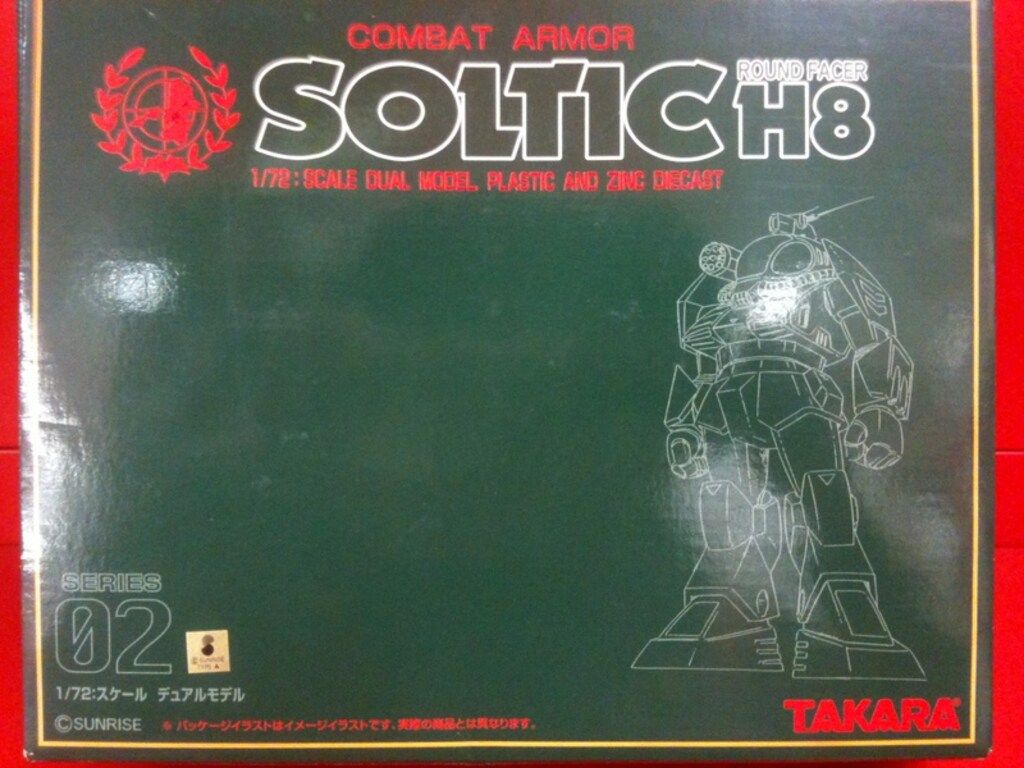 COMBAT ARMOR
SOLTIC ROUND FACER H8
1/72:SCALE DUAL MODEL PLASTIC AND ZINC DIECAST
SERIES
02
©SUNRISE
TYPE A
1/72:スケール デュアルモデル
©SUNRISE ※パッケージイラストはイメージイラストです、実際の商品とは異なります。
TAKARA®